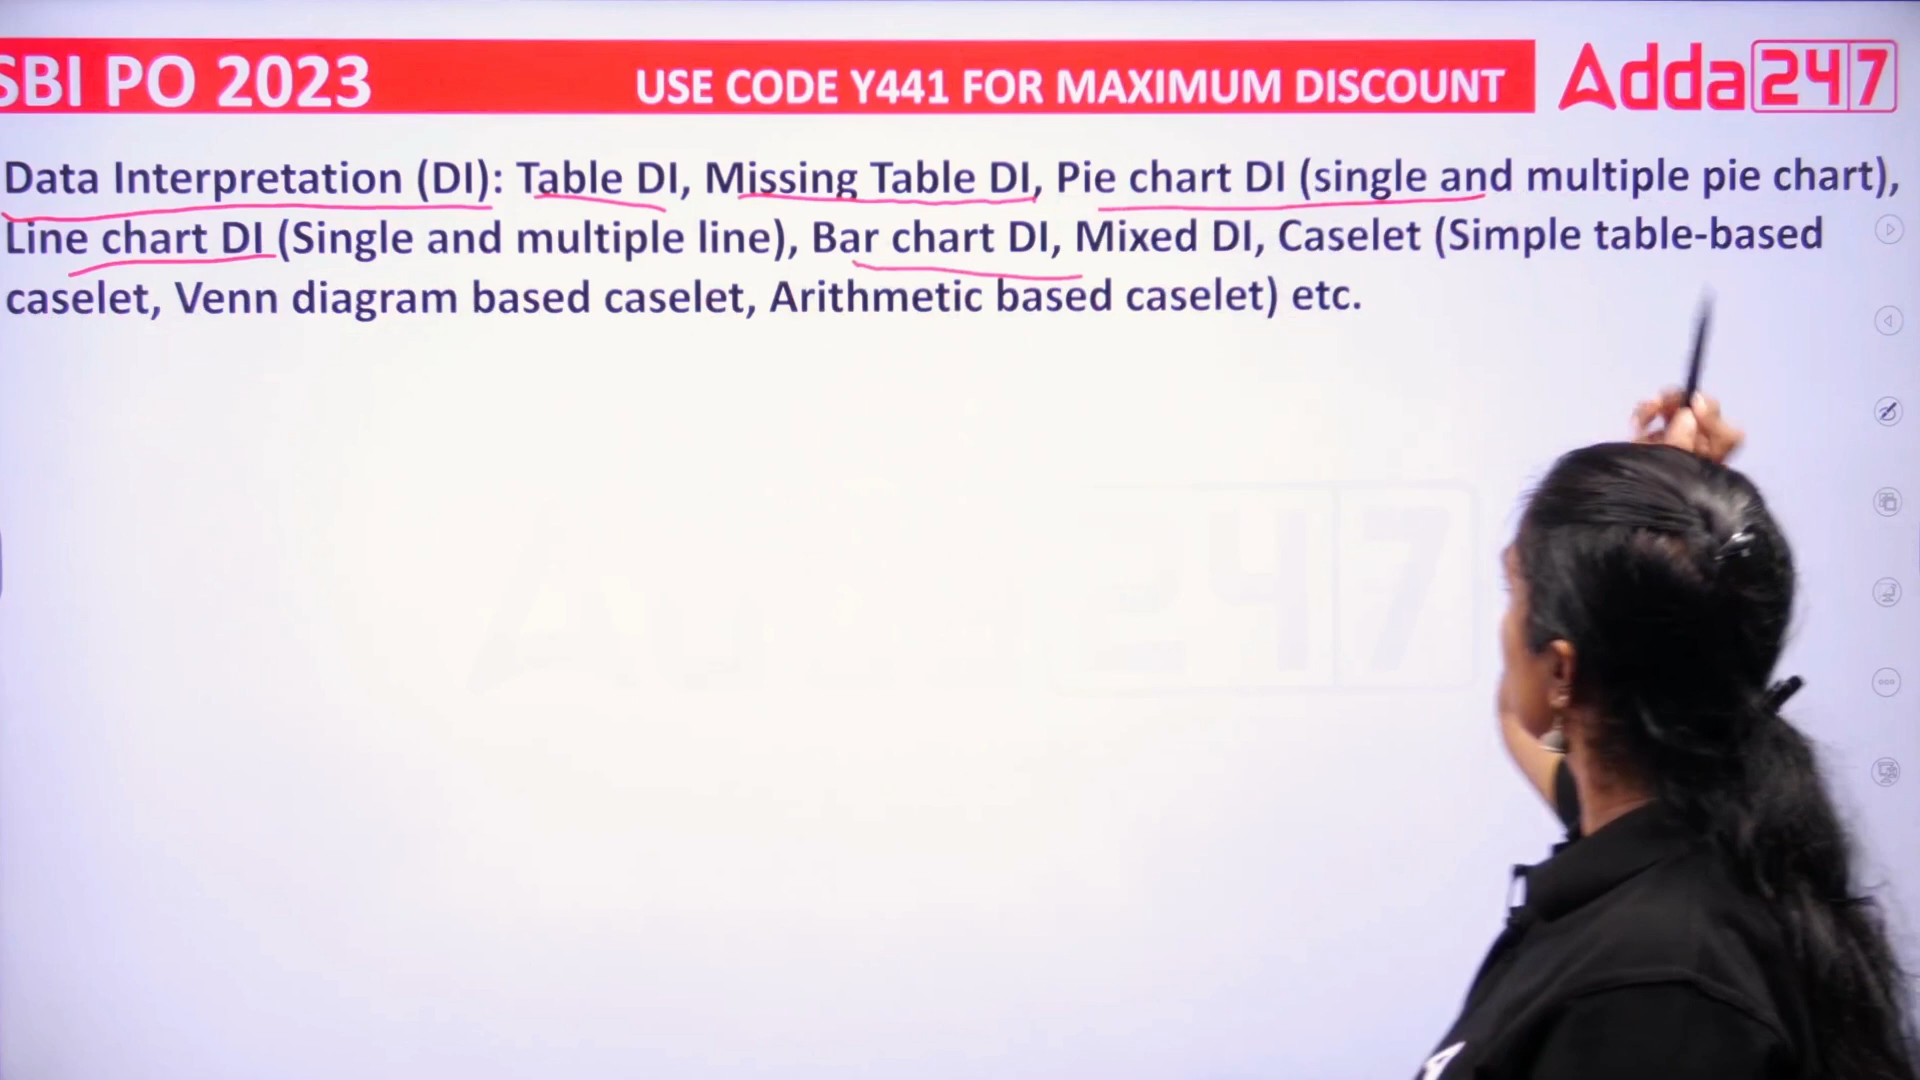 SBI PO 2023
USE CODE Y441 FOR MAXIMUM DISCOUNT
Adda247
Data Interpretation (DI): Table DI, Missing Table DI, Pie chart DI (single and multiple pie chart),
Line chart DI (Single and multiple line), Bar chart DI, Mixed DI, Caselet (Simple table-based
caselet, Venn diagram based caselet, Arithmetic based caselet) etc.